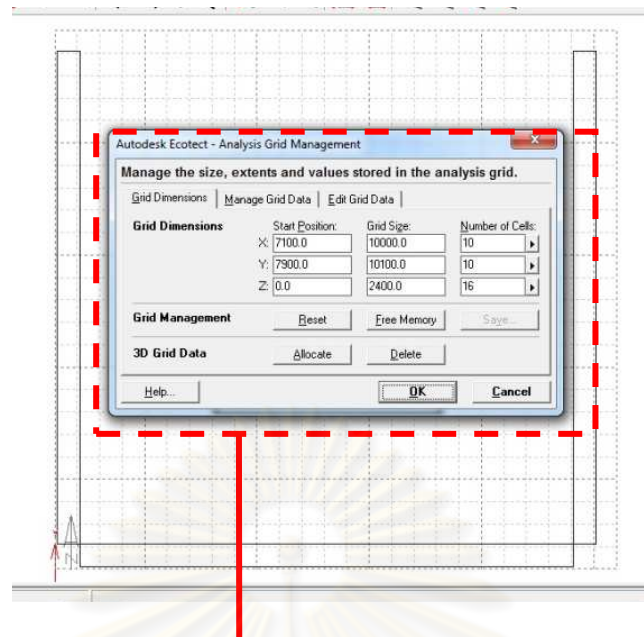 Autodesk Ecotect - Analysis Grid Management
Manage the size, extents and values stored in the analysis grid.
Grid Dimensions Manage Grid Data Edit Grid Data
Grid Dimensions Start Position: Grid Size: Number of Cells:
X: 7100.0 10000.0 10
Y: 7900.0 10100.0 10
Z: 0.0 2400.0 16
Grid Management Reset Free Memory Save...
3D Grid Data Allocate Delete
Help... OK Cancel
N